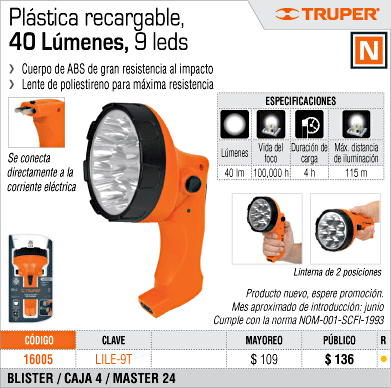 Plástica recargable,
40 Lúmenes, 9 leds
TRUPER
N
Cuerpo de ABS de gran resistencia al impacto
Lente de poliestireno para máxima resistencia
Se conecta
directamente a la
corriente eléctrica
ESPECIFICACIONES
Lúmenes Vida del foco Duración de carga Máx. distancia de iluminación
40 lm 100,000 h 4 h 115 m
Linterna de 2 posiciones
Producto nuevo, espere promoción.
Mes aproximado de introducción: junio
Cumple con la norma NOM-001-SCFI-1993
CÓDIGO CLAVE MAYOREO PÚBLICO R
16005 LILE-9T $ 109 $ 136
BLISTER / CAJA 4 / MASTER 24